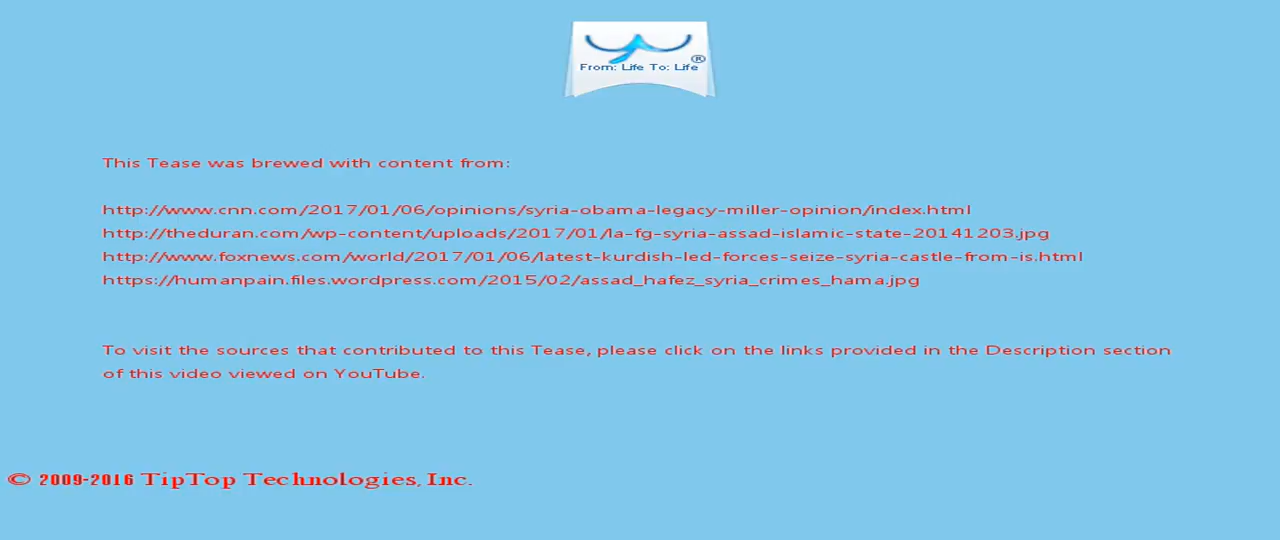 From: Life To: Life®
This Tease was brewed with content from:
http://www.cnn.com/2017/01/06/opinions/syria-obama-legacy-miller-opinion/index.html
http://theduran.com/wp-content/uploads/2017/01/la-fg-syria-assad-islamic-state-20141203.jpg
http://www.foxnews.com/world/2017/01/06/latest-kurdish-led-forces-seize-syria-castle-from-is.html
https://humanpain.files.wordpress.com/2015/02/assad_hafez_syria_crimes_hama.jpg
To visit the sources that contributed to this Tease, please click on the links provided in the Description section
of this video viewed on YouTube.
© 2009-2016 TipTop Technologies, Inc.